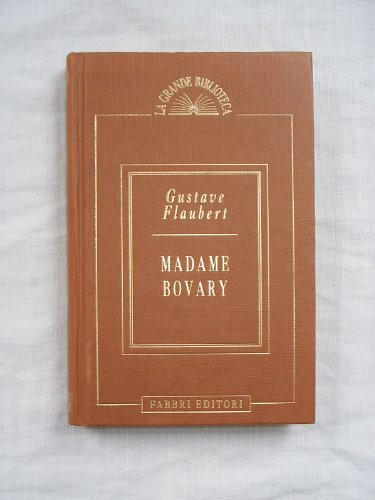 LA GRANDE BIBLIOTECA
Gustave
Flaubert
MADAME
BOVARY
FABBRI EDITORI